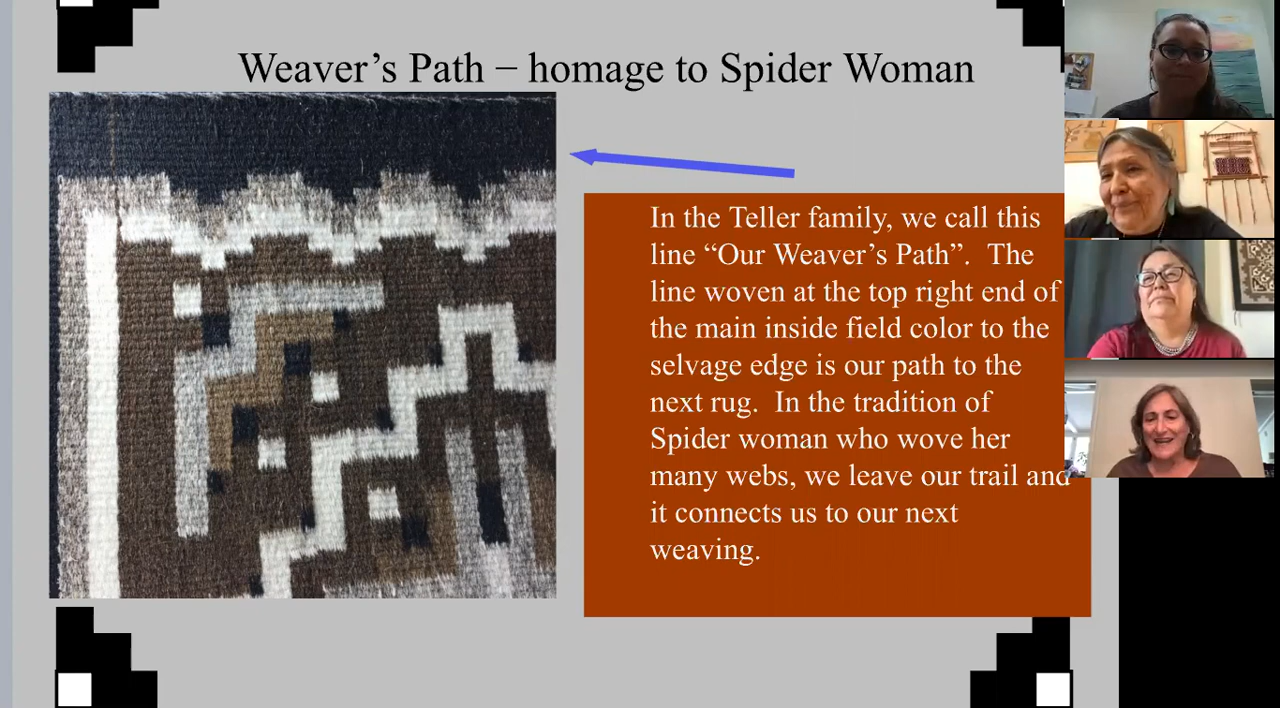 Weaver’s Path – homage to Spider Woman
In the Teller family, we call this
line “Our Weaver’s Path”.  The
line woven at the top right end of
the main inside field color to the
selvage edge is our path to the
next rug.  In the tradition of
Spider woman who wove her
many webs, we leave our trail and
it connects us to our next
weaving.